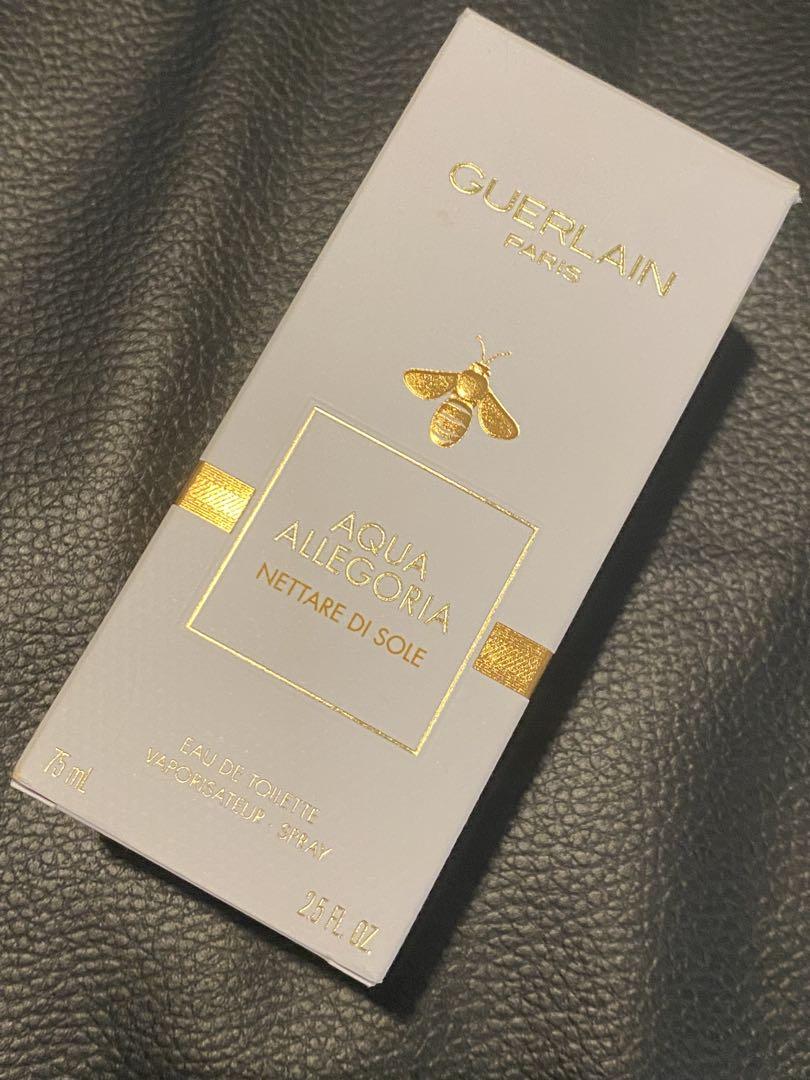 GUERLAIN
PARIS
AQUA
ALLEGORIA
NETTARE DI SOLE
EAU DE TOILETTE
VAPORISATEUR . SPRAY
75 mL
2.5 FL. OZ.